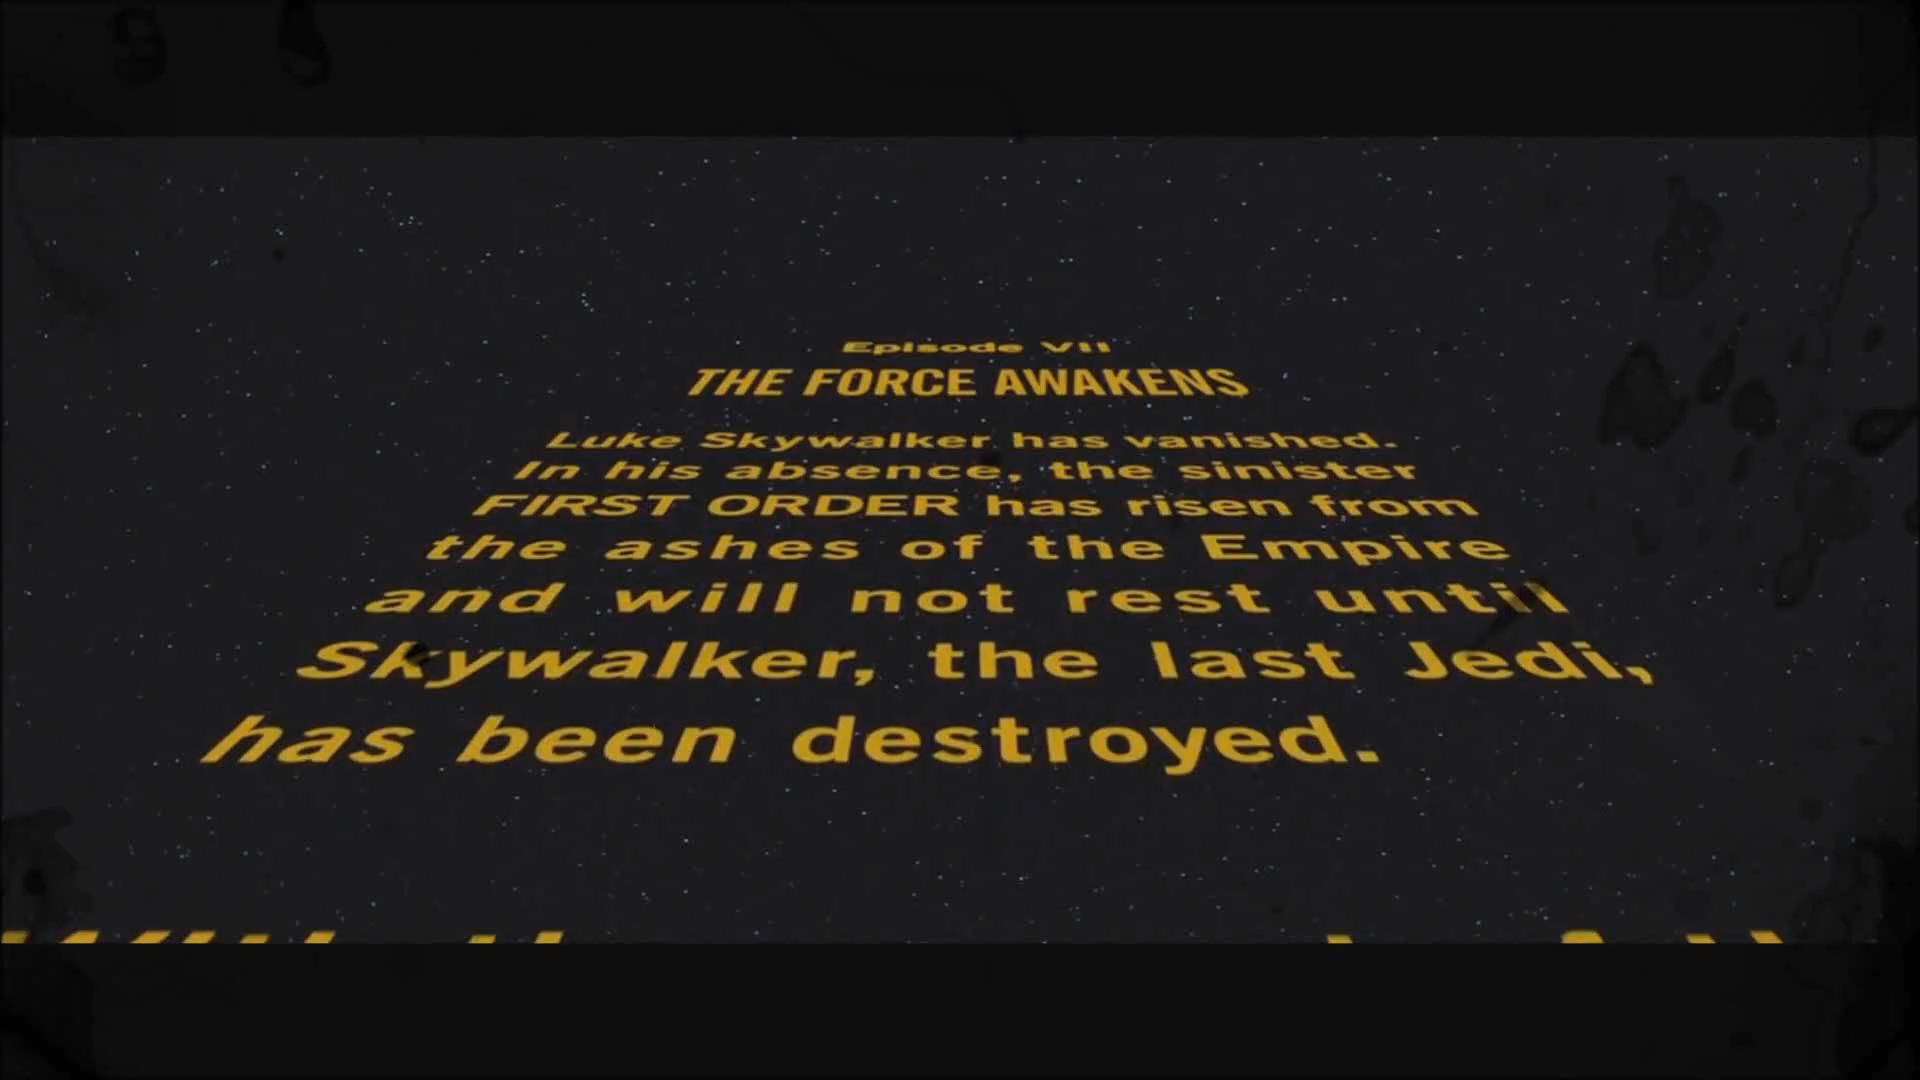 Episode VII
THE FORCE AWAKENS
Luke Skywalker has vanished.
In his absence, the sinister
FIRST ORDER has risen from
the ashes of the Empire
and will not rest until
Skywalker, the last Jedi,
has been destroyed.